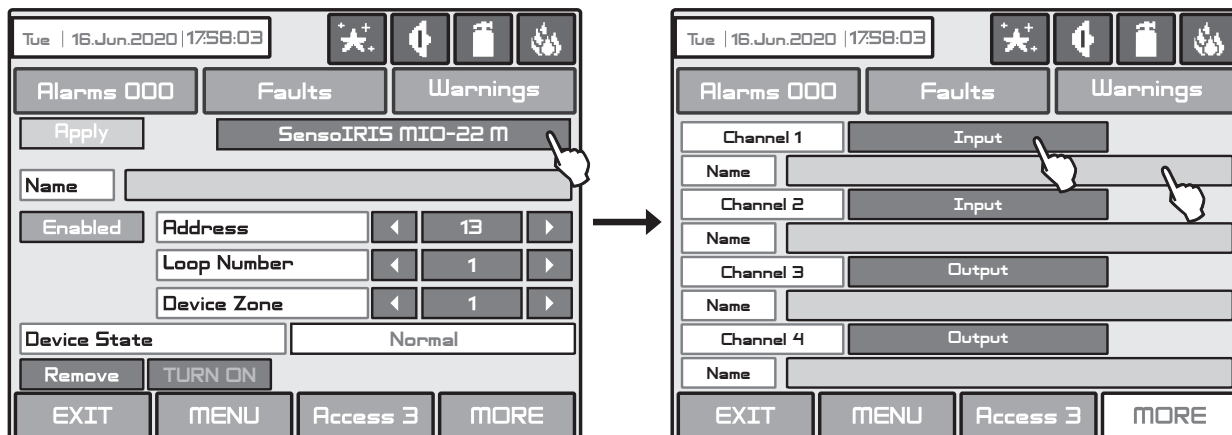 Tue | 16.Jun.2020 | 17:58:03
Alarms 000 Faults Warnings
Apply SensoIRIS MIO-22 M
Name
Enabled Address 13
Loop Number 1
Device Zone 1
Device State Normal
Remove TURN ON
EXIT MENU Access 3 MORE
Tue | 16.Jun.2020 | 17:58:03
Alarms 000 Faults Warnings
Channel 1 Input
Name
Channel 2 Input
Name
Channel 3 Output
Name
Channel 4 Output
Name
EXIT MENU Access 3 MORE